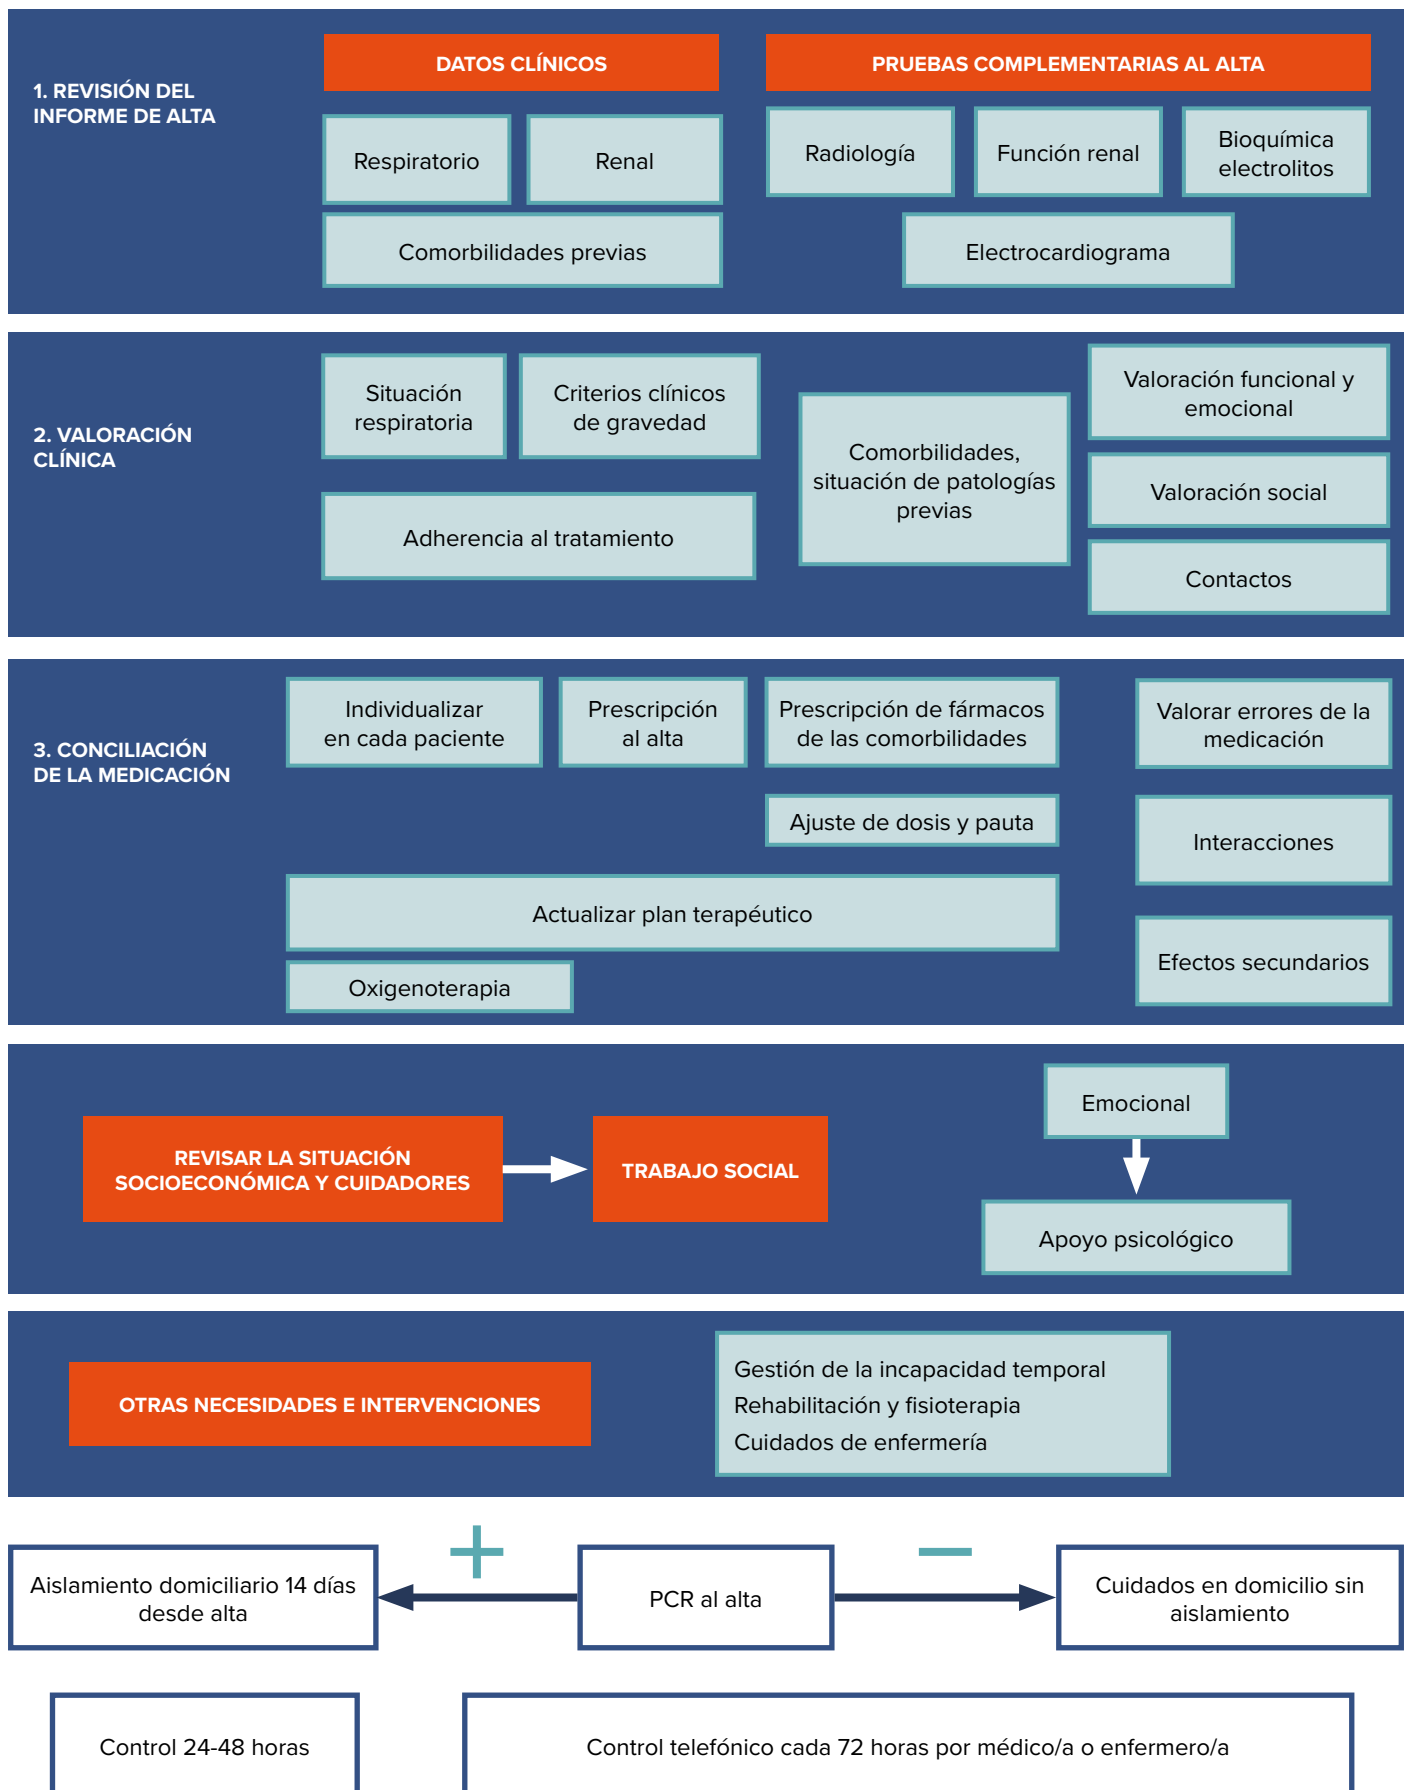 1. REVISIÓN DEL
INFORME DE ALTA
DATOS CLÍNICOS
Respiratorio
Renal
Comorbilidades previas
PRUEBAS COMPLEMENTARIAS AL ALTA
Radiología
Función renal
Bioquímica
electrolitos
Electrocardiograma
2. VALORACIÓN
CLÍNICA
Situación
respiratoria
Criterios clínicos
de gravedad
Adherencia al tratamiento
Comorbilidades,
situación de patologías
previas
Valoración funcional y
emocional
Valoración social
Contactos
3. CONCILIACIÓN
DE LA MEDICACIÓN
Individualizar
en cada paciente
Prescripción
al alta
Prescripción de fármacos
de las comorbilidades
Ajuste de dosis y pauta
Actualizar plan terapéutico
Oxigenoterapia
Valorar errores de la
medicación
Interacciones
Efectos secundarios
REVISAR LA SITUACIÓN
SOCIOECONÓMICA Y CUIDADORES
TRABAJO SOCIAL
Emocional
Apoyo psicológico
OTRAS NECESIDADES E INTERVENCIONES
Gestión de la incapacidad temporal
Rehabilitación y fisioterapia
Cuidados de enfermería
+
−
Aislamiento domiciliario 14 días
desde alta
PCR al alta
Cuidados en domicilio sin
aislamiento
Control 24-48 horas
Control telefónico cada 72 horas por médico/a o enfermero/a